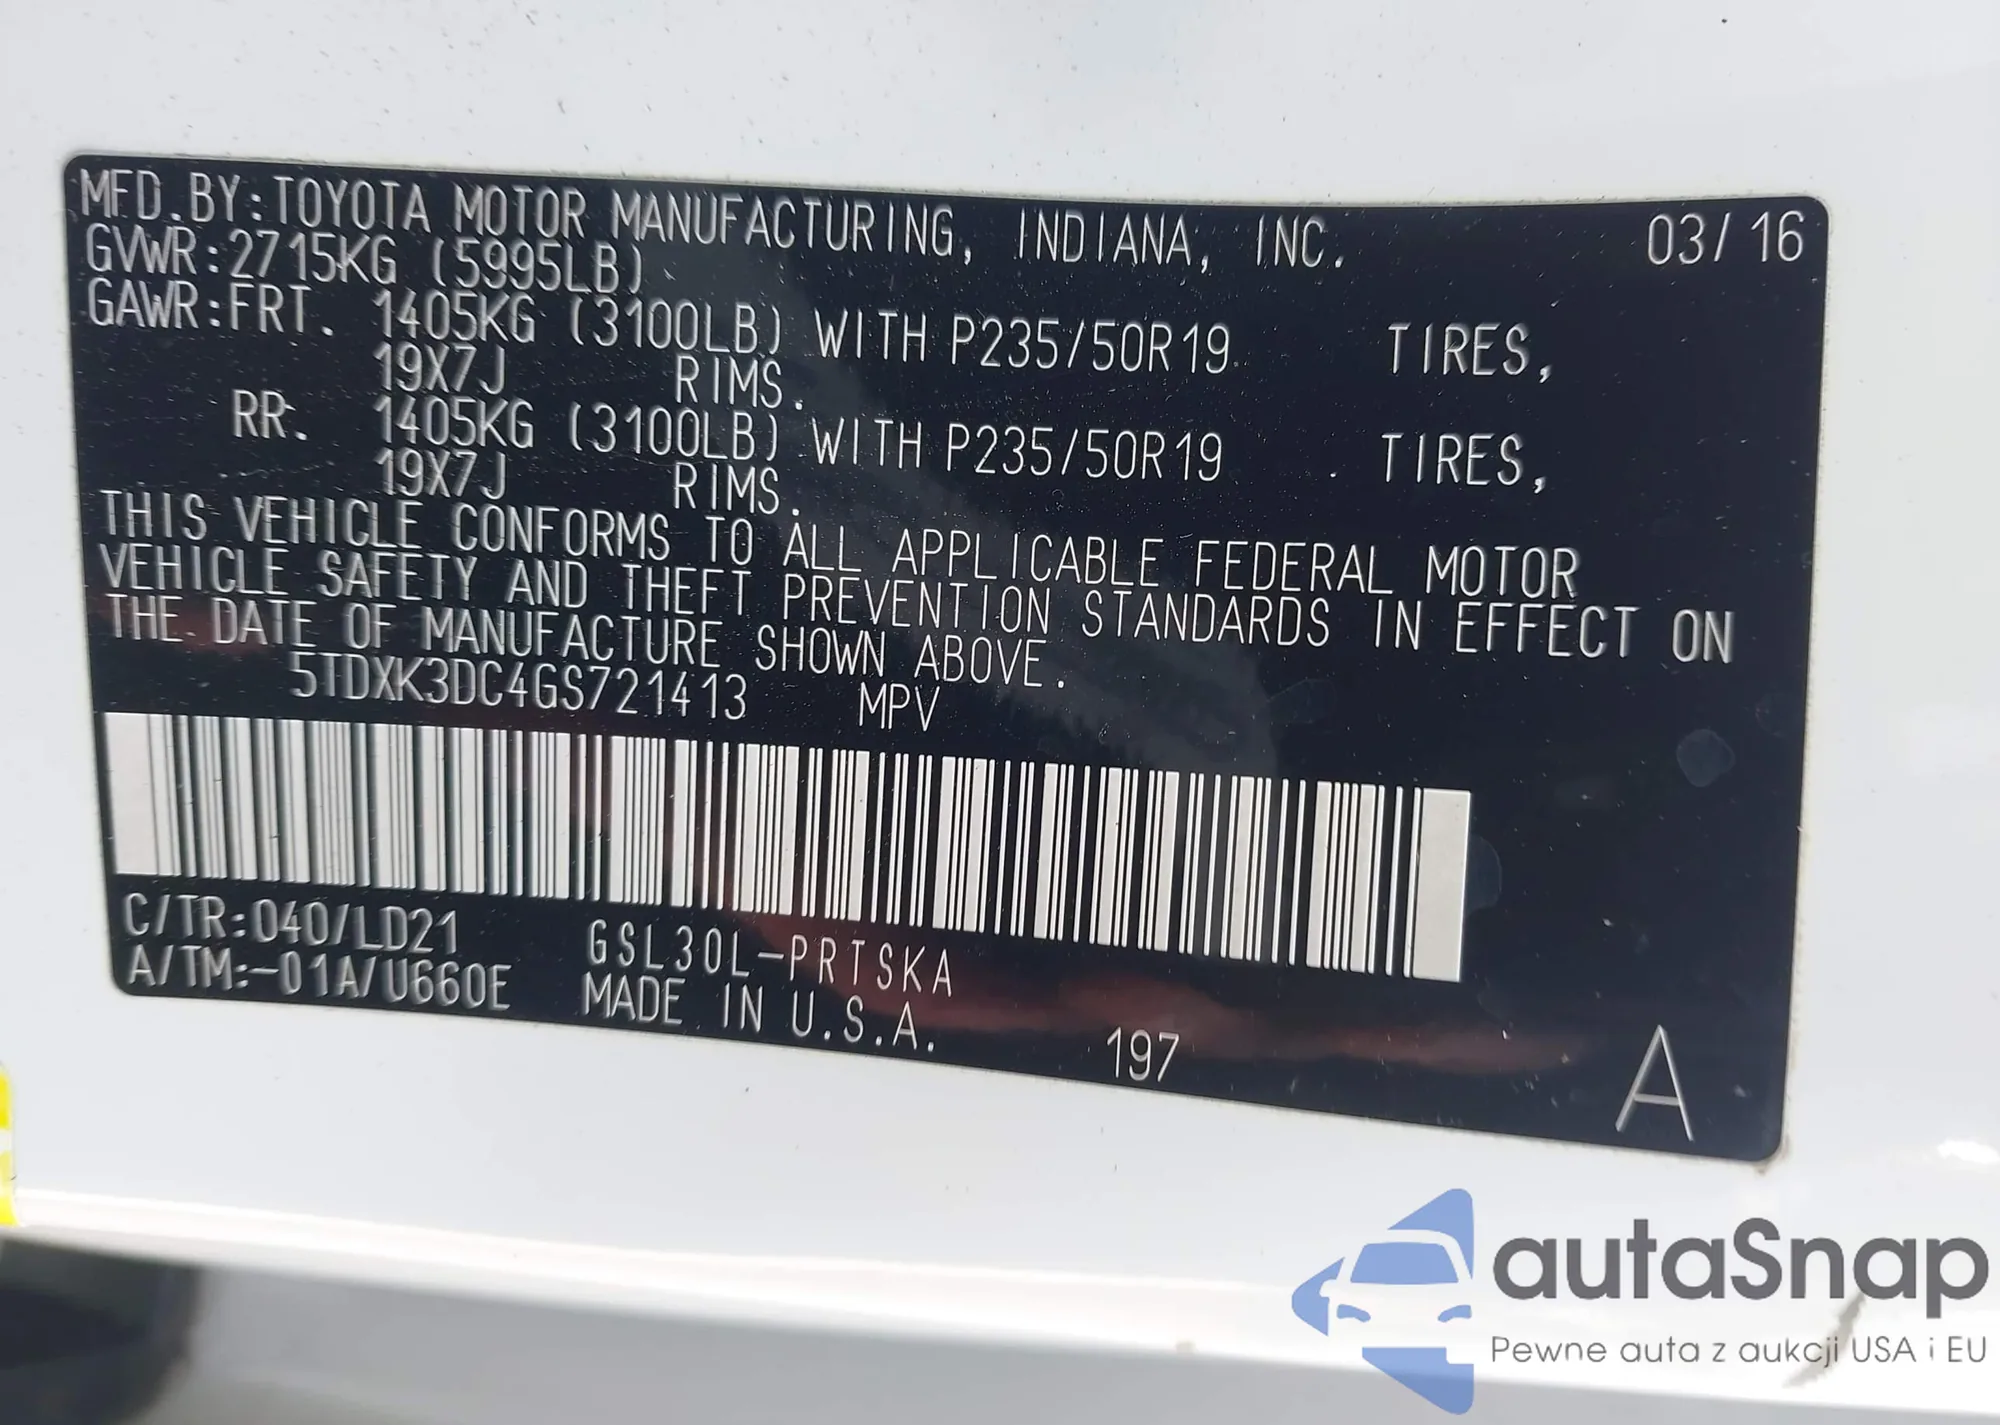 MFD.BY:TOYOTA MOTOR MANUFACTURING, INDIANA, INC. 03/16
GVWR:2715KG (5995LB)
GAWR:FRT. 1405KG (3100LB) WITH P235/50R19 TIRES,
19X7J RIMS.
RR. 1405KG (3100LB) WITH P235/50R19 TIRES,
19X7J RIMS.
THIS VEHICLE CONFORMS TO ALL APPLICABLE FEDERAL MOTOR
VEHICLE SAFETY AND THEFT PREVENTION STANDARDS IN EFFECT ON
THE DATE OF MANUFACTURE SHOWN ABOVE.
5TDXK3DC4GS721413 MPV
C/TR:040/LD21 GSL30L-PRTSKA
A/TM:-01A/U660E MADE IN U.S.A.
197 A
autaSnap
Pewne auta z aukcji USA i EU